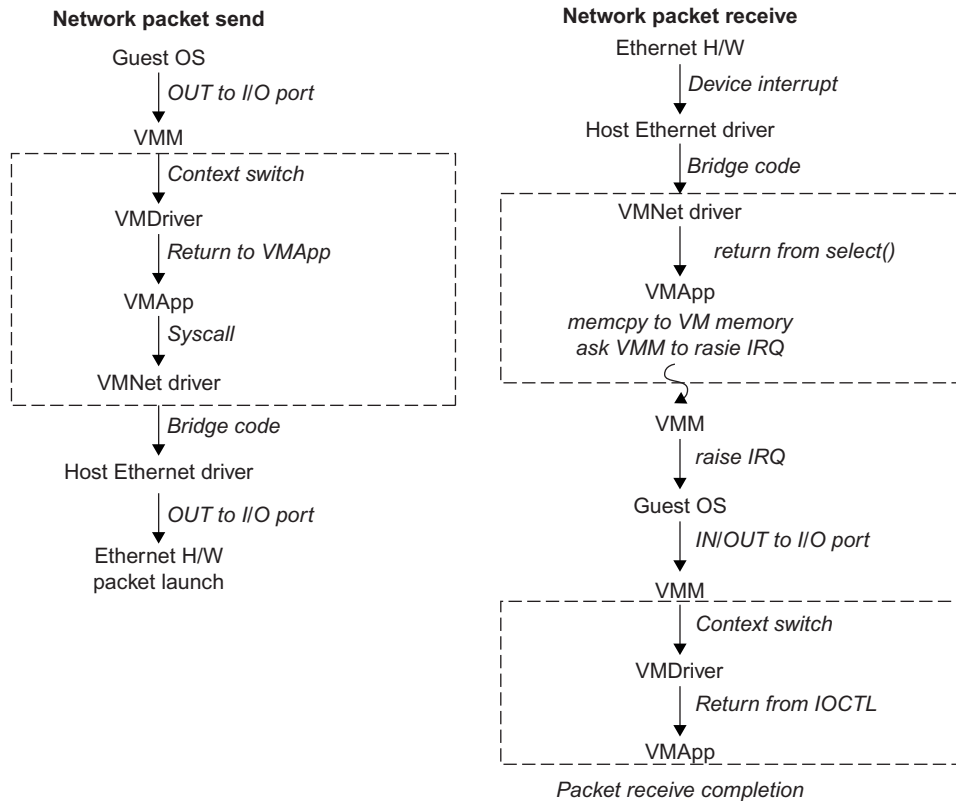 Network packet send
Guest OS
OUT to I/O port
VMM
Context switch
VMDriver
Return to VMApp
VMApp
Syscall
VMNet driver
Bridge code
Host Ethernet driver
OUT to I/O port
Ethernet H/W
packet launch
Network packet receive
Ethernet H/W
Device interrupt
Host Ethernet driver
Bridge code
VMNet driver
return from select()
VMApp
memcpy to VM memory
ask VMM to rasie IRQ
VMM
raise IRQ
Guest OS
IN/OUT to I/O port
VMM
Context switch
VMDriver
Return from IOCTL
VMApp
Packet receive completion